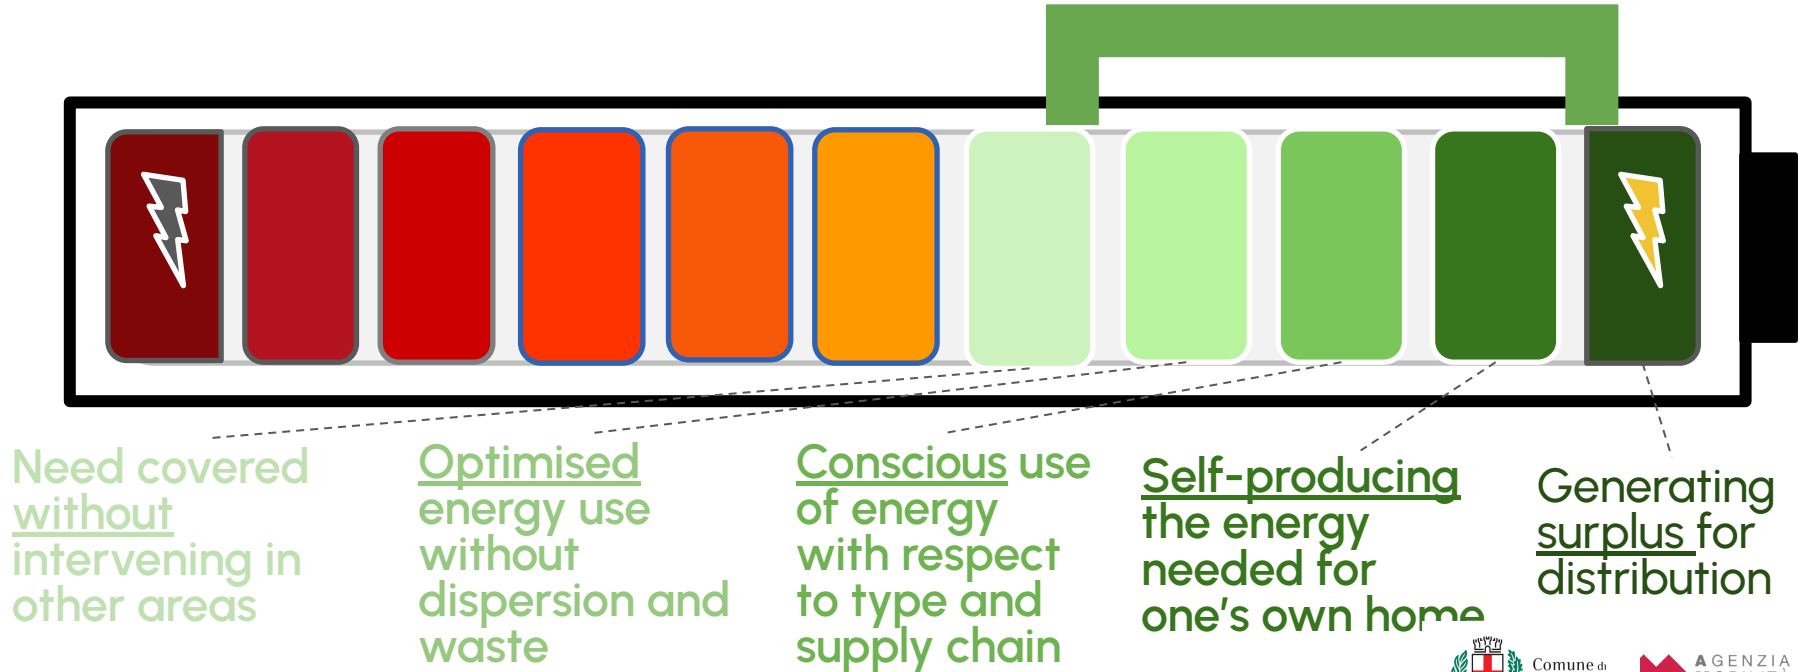 Need covered
without
intervening in
other areas
Optimised
energy use
without
dispersion and
waste
Conscious use
of energy
with respect
to type and
supply chain
Self-producing
the energy
needed for
one's own home
Generating
surplus for
distribution
Comune di
AGENZIA